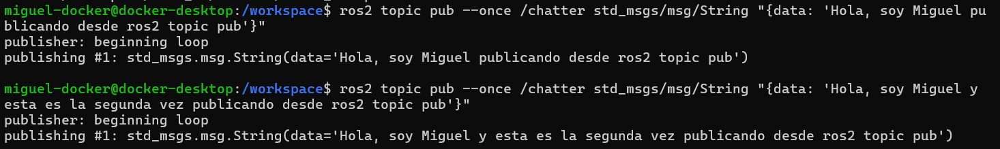 miguel-docker@docker-desktop:/workspace$ ros2 topic pub --once /chatter std_msgs/msg/String "{data: 'Hola, soy Miguel pu
blicando desde ros2 topic pub'}"
publisher: beginning loop
publishing #1: std_msgs.msg.String(data='Hola, soy Miguel publicando desde ros2 topic pub')
miguel-docker@docker-desktop:/workspace$ ros2 topic pub --once /chatter std_msgs/msg/String "{data: 'Hola, soy Miguel y
esta es la segunda vez publicando desde ros2 topic pub'}"
publisher: beginning loop
publishing #1: std_msgs.msg.String(data='Hola, soy Miguel y esta es la segunda vez publicando desde ros2 topic pub')